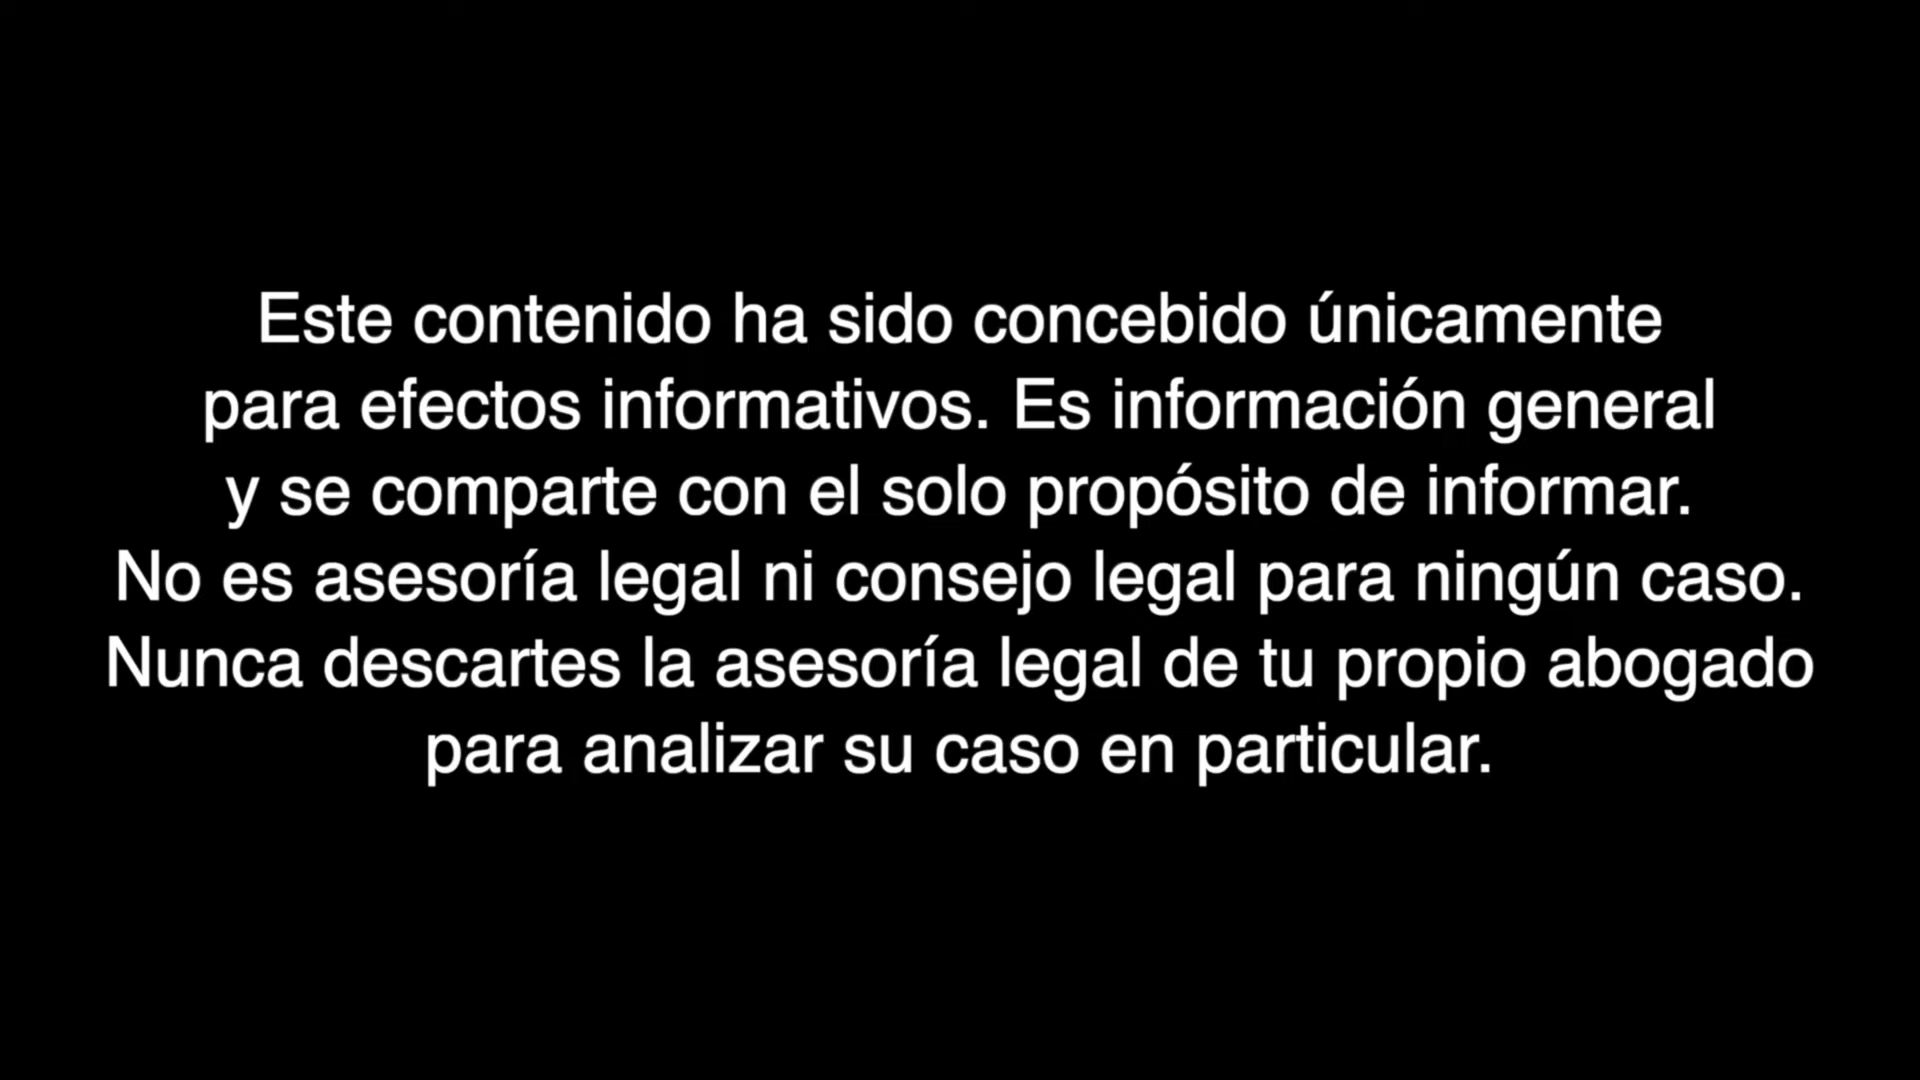 Este contenido ha sido concebido únicamente
para efectos informativos. Es información general
y se comparte con el solo propósito de informar.
No es asesoría legal ni consejo legal para ningún caso.
Nunca descartes la asesoría legal de tu propio abogado
para analizar su caso en particular.